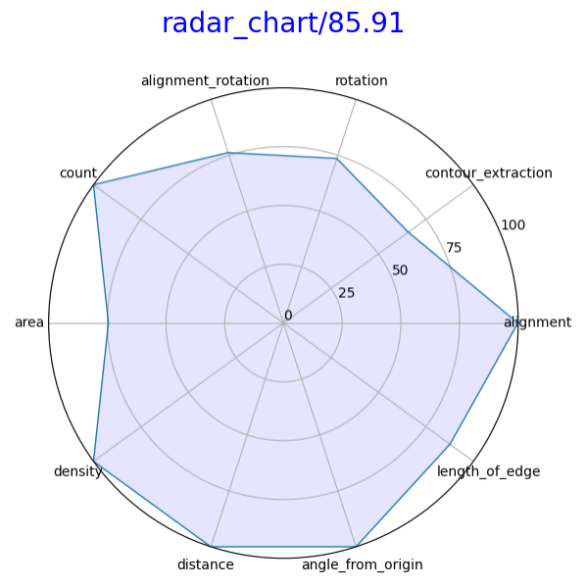 radar_chart/85.91
alignment_rotation
rotation
count
contour_extraction
100
75
50
25
0
area
alignment
density
length_of_edge
distance
angle_from_origin